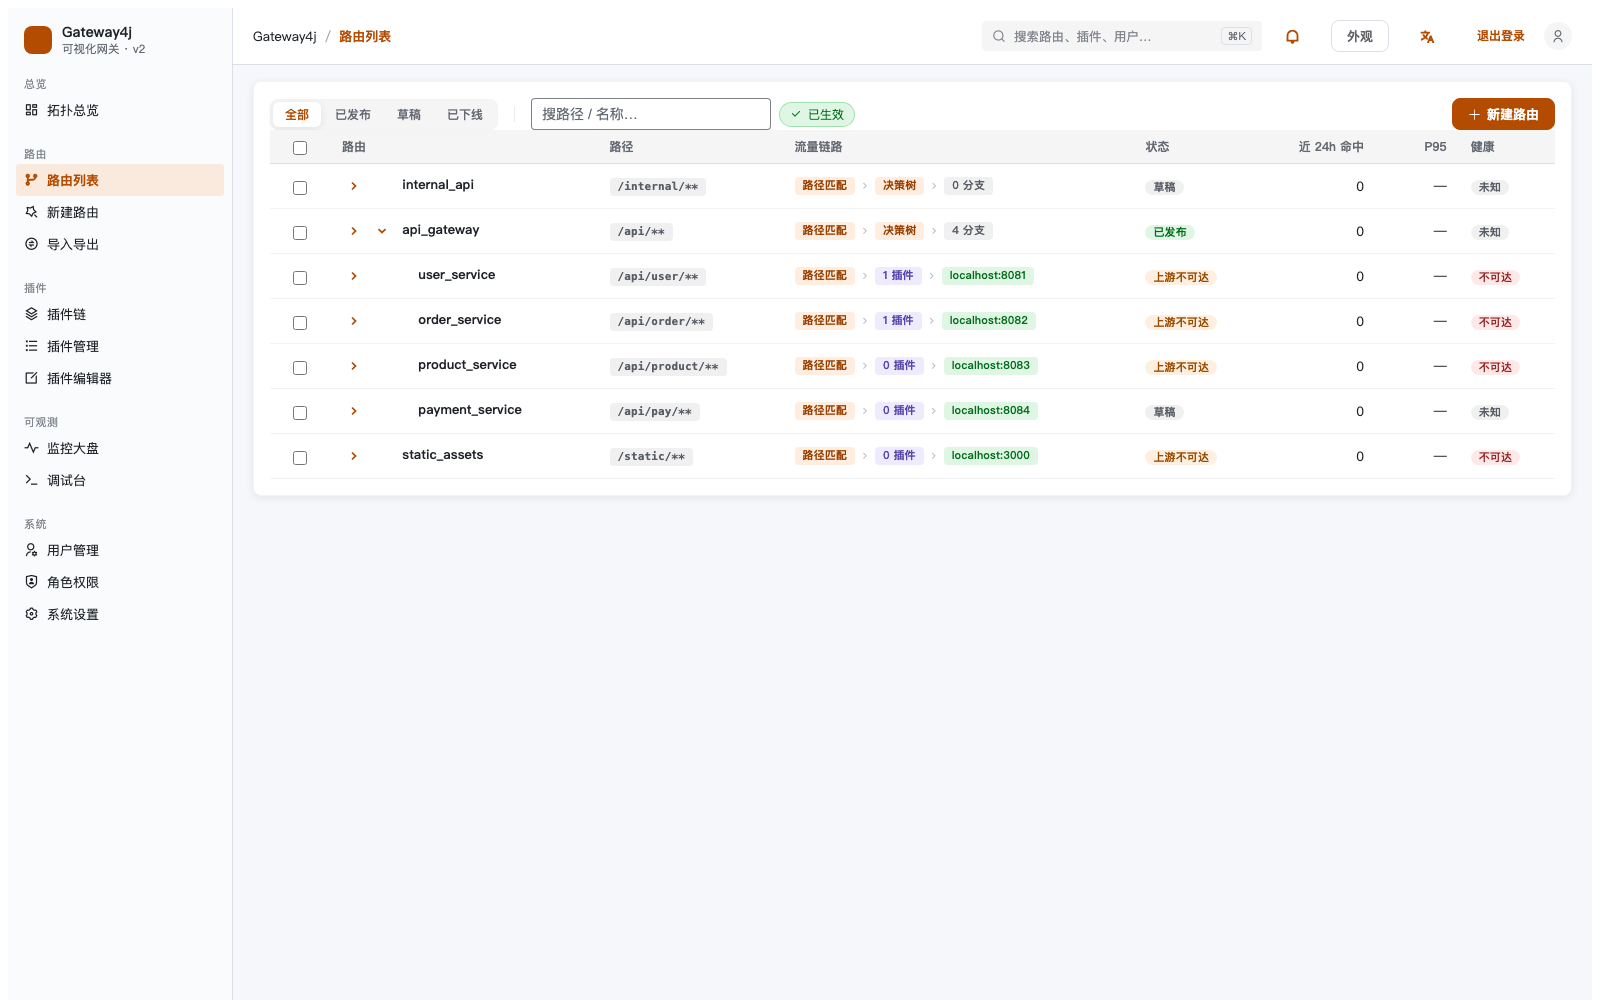 Gateway4j
可视化网关 · v2
总览
拓扑总览
路由
路由列表
新建路由
导入导出
插件
插件链
插件管理
插件编辑器
可观测
监控大盘
调试台
系统
用户管理
角色权限
系统设置
Gateway4j / 路由列表
搜索路由、插件、用户… ⌘K
外观
退出登录
全部 已发布 草稿 已下线
搜路径 / 名称…
已生效
新建路由
路由 路径 流量链路 状态 近 24h 命中 P95 健康
internal_api /internal/** 路径匹配 › 决策树 › 0 分支 草稿 0 — 未知
api_gateway /api/** 路径匹配 › 决策树 › 4 分支 已发布 0 — 未知
user_service /api/user/** 路径匹配 › 1 插件 › localhost:8081 上游不可达 0 — 不可达
order_service /api/order/** 路径匹配 › 1 插件 › localhost:8082 上游不可达 0 — 不可达
product_service /api/product/** 路径匹配 › 0 插件 › localhost:8083 上游不可达 0 — 不可达
payment_service /api/pay/** 路径匹配 › 0 插件 › localhost:8084 草稿 0 — 未知
static_assets /static/** 路径匹配 › 0 插件 › localhost:3000 上游不可达 0 — 不可达